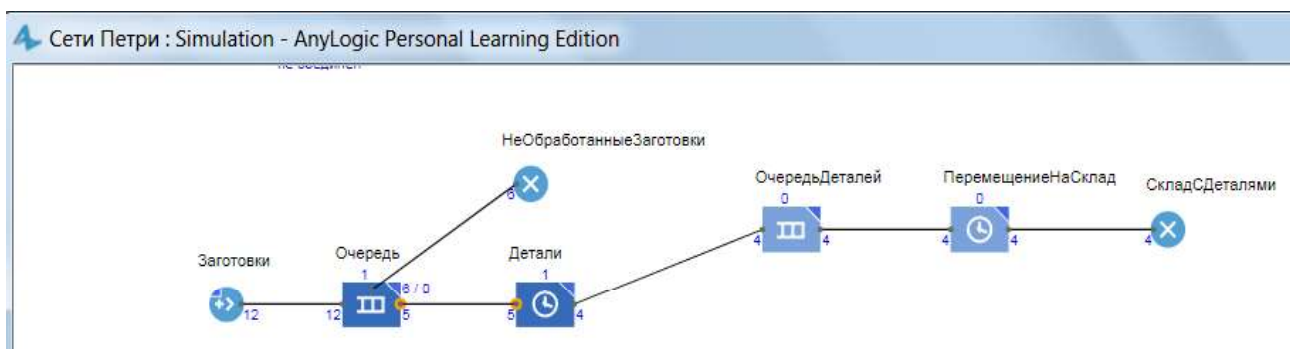 Сети Петри : Simulation - AnyLogic Personal Learning Edition
НеОбработанныеЗаготовки
6
ОчередьДеталей
0
4 4
ПеремещениеНаСклад
0
4 4
СкладСДеталями
4
Заготовки
12
Очередь
1
6 / 0
12 5
Детали
1
5 4